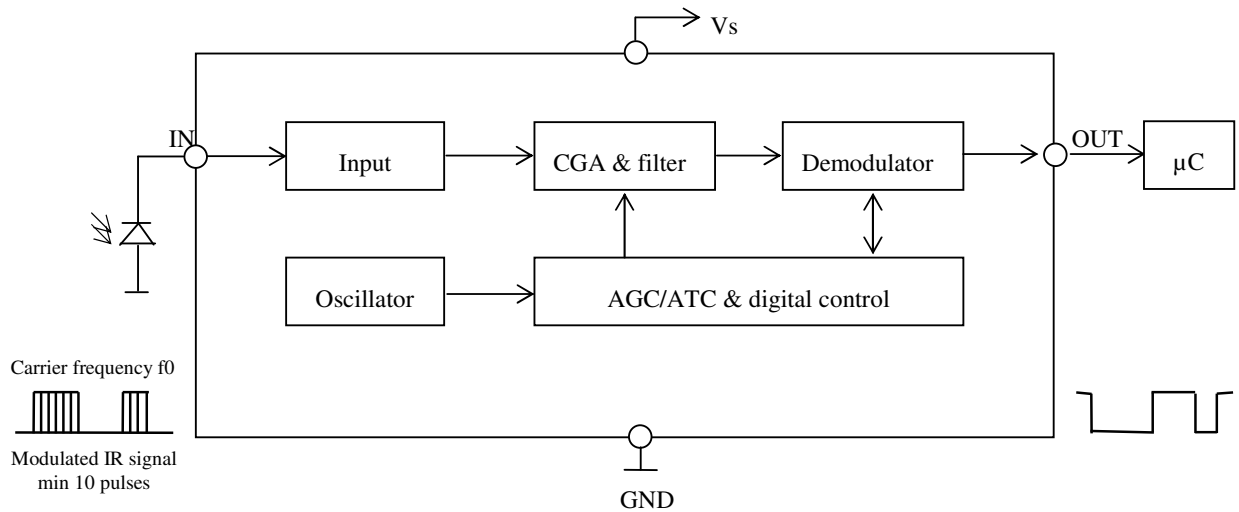 Vs
IN
Input
CGA & filter
Demodulator
OUT
µC
Oscillator
AGC/ATC & digital control
Carrier frequency f0
Modulated IR signal
min 10 pulses
GND